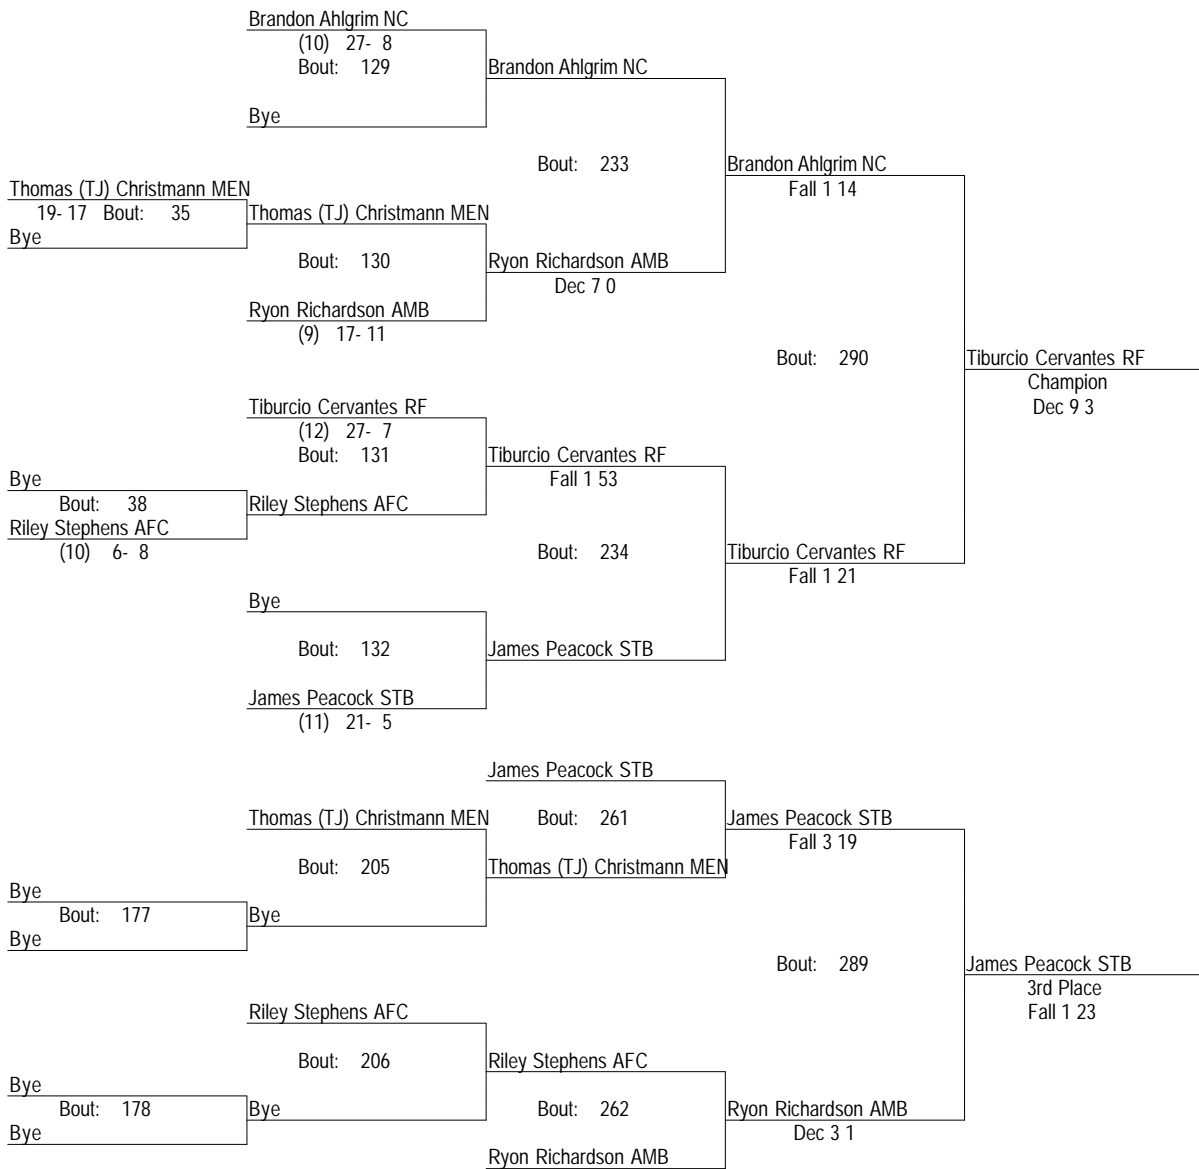 Brandon Ahlgrim NC
(10) 27- 8
Bout: 129
Brandon Ahlgrim NC
Bye
Bout: 233
Brandon Ahlgrim NC
Fall 1 14
Thomas (TJ) Christmann MEN
19- 17 Bout: 35
Thomas (TJ) Christmann MEN
Bye
Bout: 130
Ryon Richardson AMB
Dec 7 0
Ryon Richardson AMB
(9) 17- 11
Bout: 290
Tiburcio Cervantes RF
Champion
Dec 9 3
Tiburcio Cervantes RF
(12) 27- 7
Bout: 131
Tiburcio Cervantes RF
Fall 1 53
Bye
Bout: 38
Riley Stephens AFC
Riley Stephens AFC
(10) 6- 8
Bout: 234
Tiburcio Cervantes RF
Fall 1 21
Bye
Bout: 132
James Peacock STB
James Peacock STB
(11) 21- 5
James Peacock STB
Thomas (TJ) Christmann MEN
Bout: 261
James Peacock STB
Fall 3 19
Bout: 205
Thomas (TJ) Christmann MEN
Bye
Bout: 177
Bye
Bye
Bout: 289
James Peacock STB
3rd Place
Fall 1 23
Riley Stephens AFC
Bout: 206
Riley Stephens AFC
Bye
Bout: 178
Bye
Bout: 262
Ryon Richardson AMB
Dec 3 1
Bye
Ryon Richardson AMB